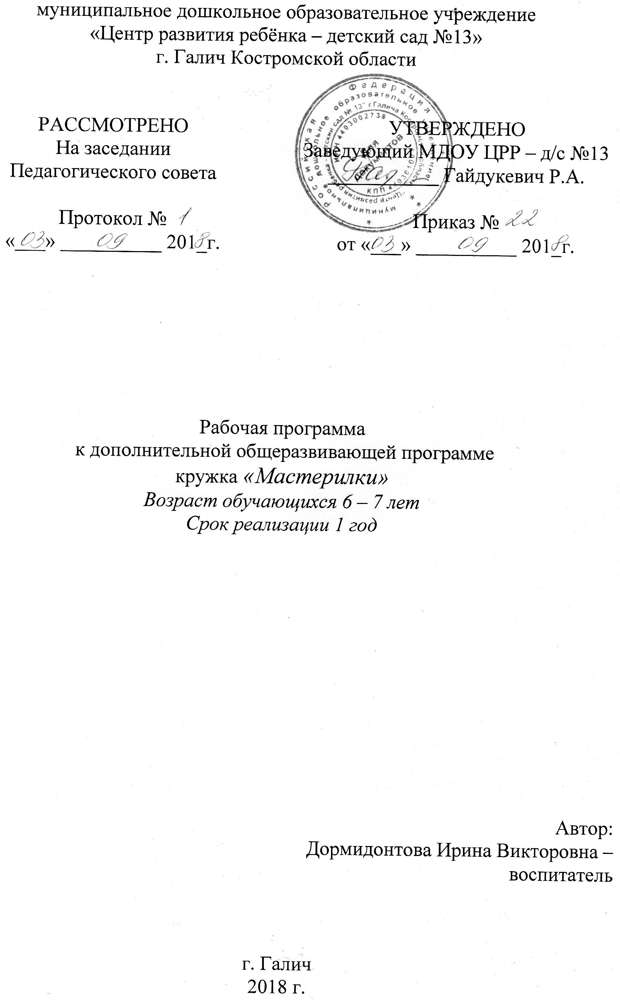 муниципальное дошкольное образовательное учреждение
«Центр развития ребёнка – детский сад №13»
г. Галич Костромской области
РАССМОТРЕНО
На заседании
Педагогического совета
Протокол № 1
«03» 09 2018г.
УТВЕРЖДЕНО
Заведующий МДОУ ЦРР – д/с №13
Гайдукевич Р.А.
Приказ № 22
от «03» 09 2018г.
Российская Федерация
муниципальное дошкольное образовательное учреждение
"Центр развития ребенка - детский сад № 13" г.Галича Костромской области
ИНН 4403002738
КПП 44030010
Для
документов
Рабочая программа
к дополнительной общеразвивающей программе
кружка «Мастерилки»
Возраст обучающихся 6 – 7 лет
Срок реализации 1 год
Автор:
Дормидонтова Ирина Викторовна –
воспитатель
г. Галич
2018 г.